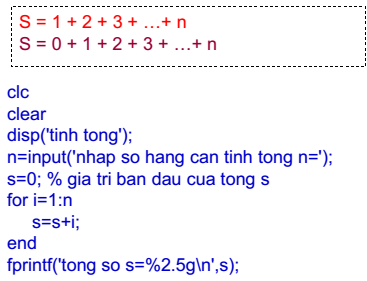 S = 1 + 2 + 3 + …+ n
S = 0 + 1 + 2 + 3 + …+ n
clc
clear
disp('tinh tong');
n=input('nhap so hang can tinh tong n=');
s=0; % gia tri ban dau cua tong s
for i=1:n
s=s+i;
end
fprintf('tong so s=%2.5g\n',s);